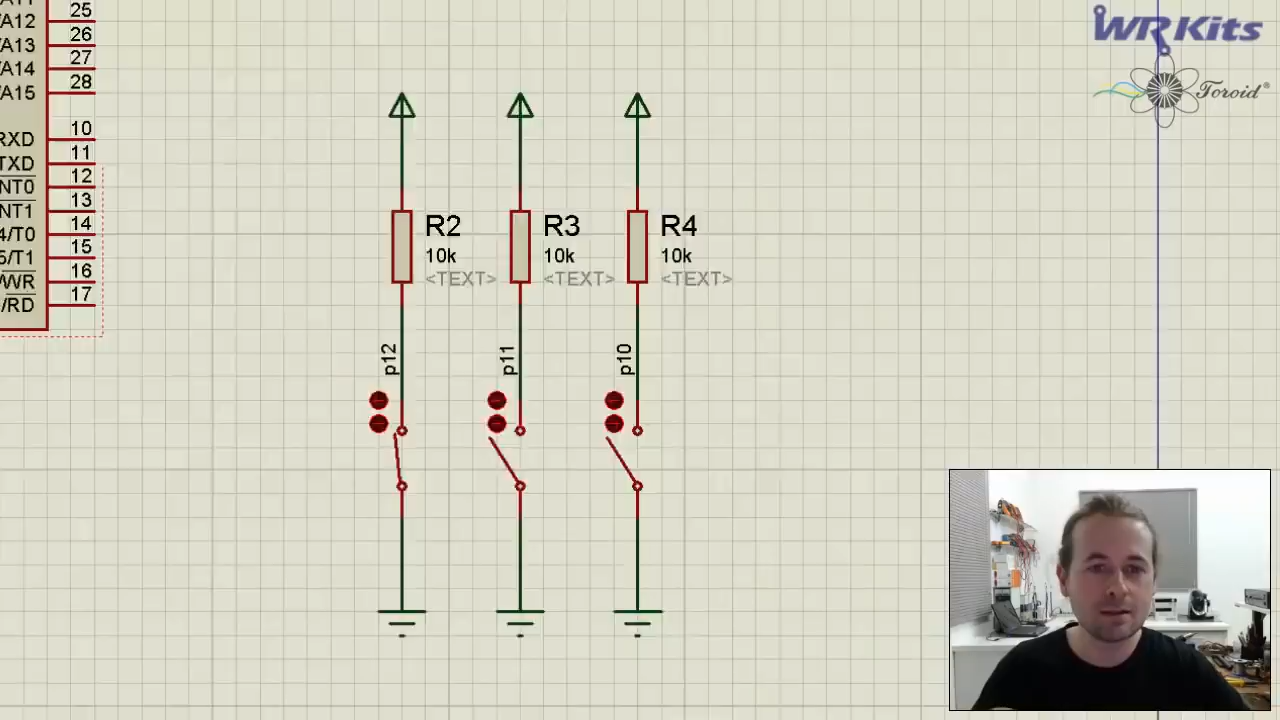 25
/A12
26
/A13
27
/A14
28
/A15
10
RXD
11
TXD
12
NT0
13
NT1
14
4/T0
15
5/T1
16
/WR
17
/RD
WR Kits
Toroid®
R2
10k
<TEXT>
R3
10k
<TEXT>
R4
10k
<TEXT>
p12
p11
p10